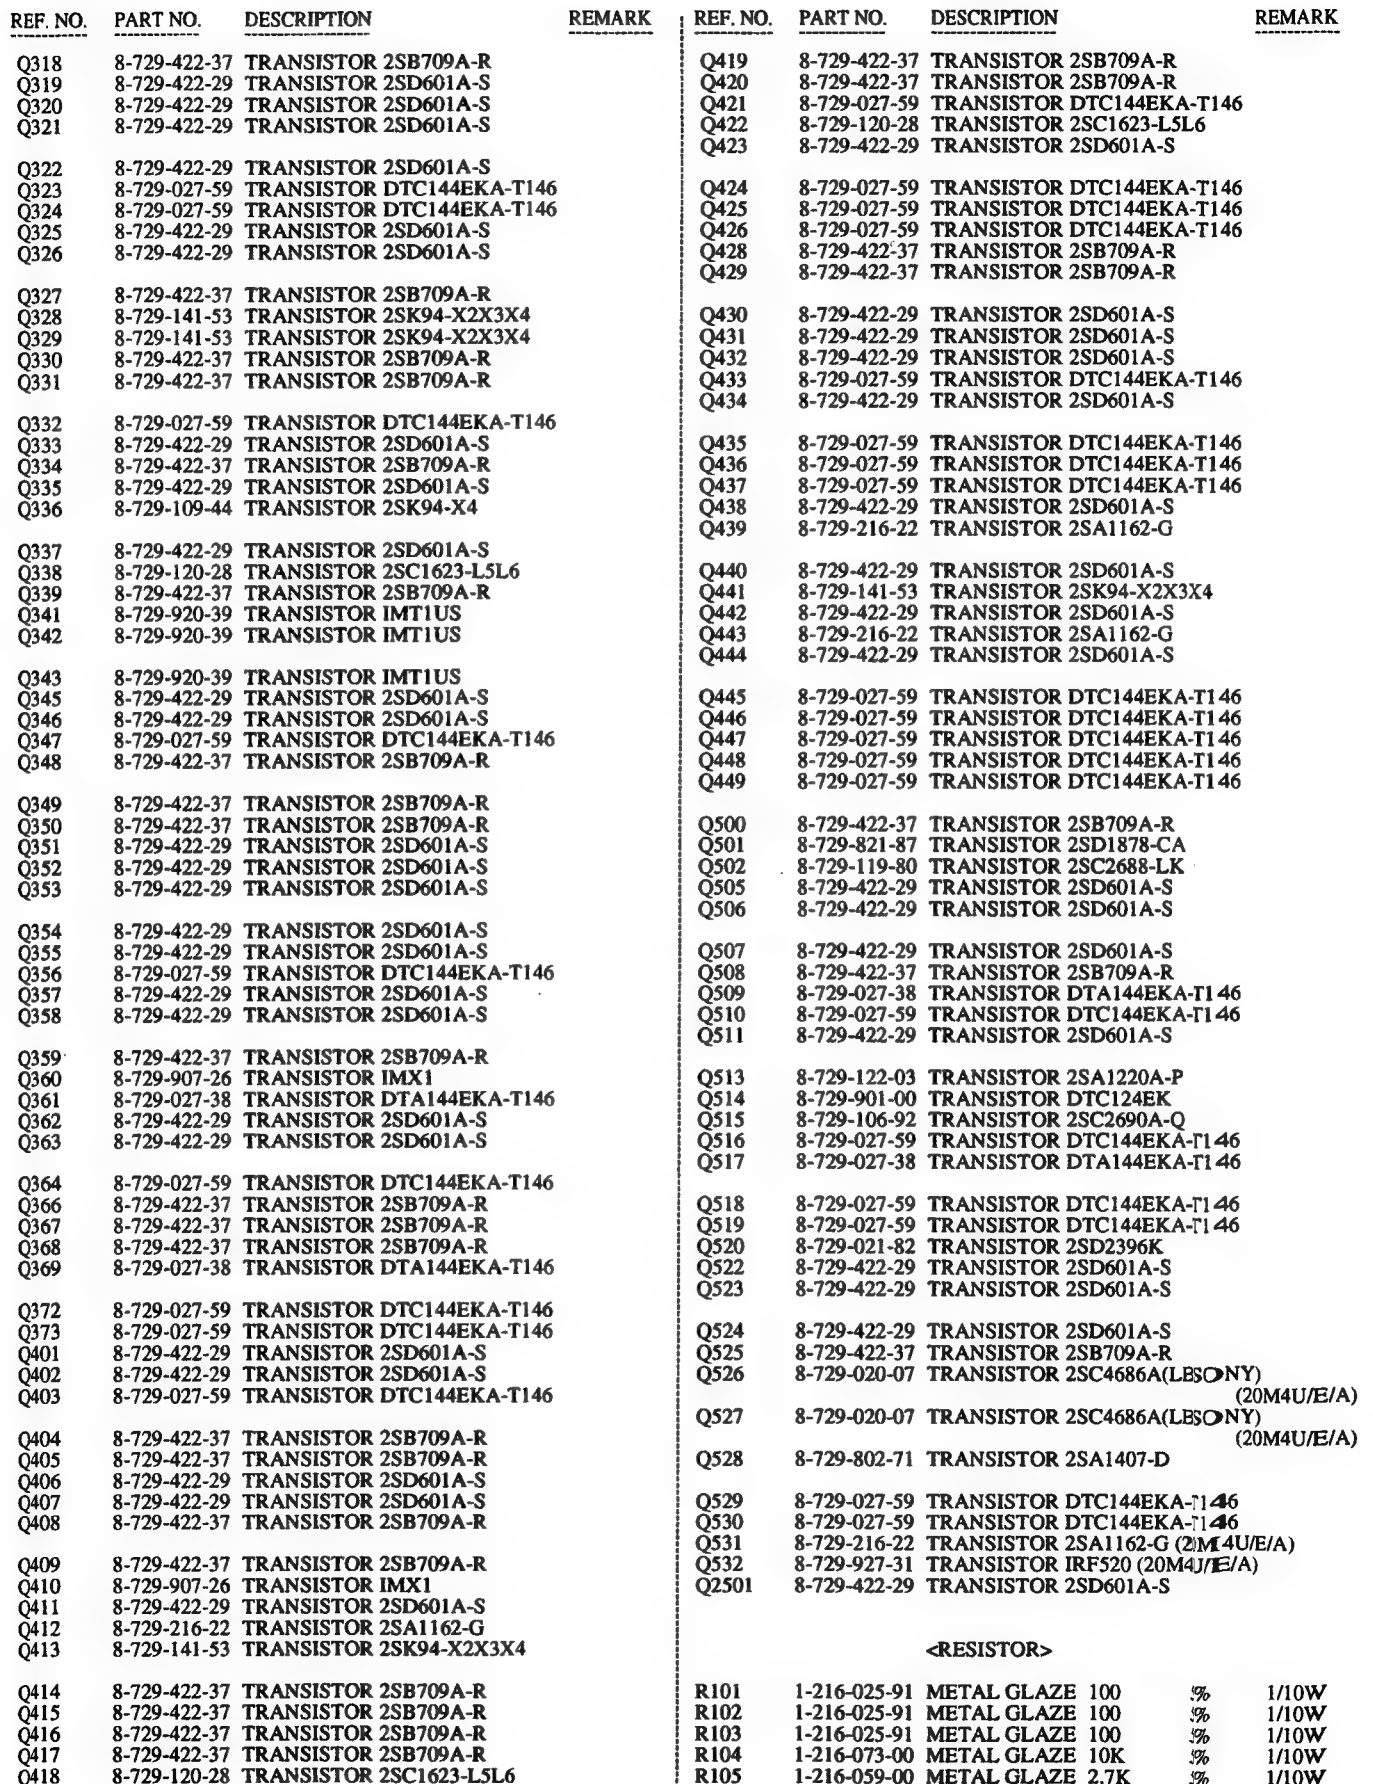 REF. NO. PART NO. DESCRIPTION REMARK
Q318 8-729-422-37 TRANSISTOR 2SB709A-R
Q319 8-729-422-29 TRANSISTOR 2SD601A-S
Q320 8-729-422-29 TRANSISTOR 2SD601A-S
Q321 8-729-422-29 TRANSISTOR 2SD601A-S
Q322 8-729-422-29 TRANSISTOR 2SD601A-S
Q323 8-729-027-59 TRANSISTOR DTC144EKA-T146
Q324 8-729-027-59 TRANSISTOR DTC144EKA-T146
Q325 8-729-422-29 TRANSISTOR 2SD601A-S
Q326 8-729-422-29 TRANSISTOR 2SD601A-S
Q327 8-729-422-37 TRANSISTOR 2SB709A-R
Q328 8-729-141-53 TRANSISTOR 2SK94-X2X3X4
Q329 8-729-141-53 TRANSISTOR 2SK94-X2X3X4
Q330 8-729-422-37 TRANSISTOR 2SB709A-R
Q331 8-729-422-37 TRANSISTOR 2SB709A-R
Q332 8-729-027-59 TRANSISTOR DTC144EKA-T146
Q333 8-729-422-29 TRANSISTOR 2SD601A-S
Q334 8-729-422-37 TRANSISTOR 2SB709A-R
Q335 8-729-422-29 TRANSISTOR 2SD601A-S
Q336 8-729-109-44 TRANSISTOR 2SK94-X4
Q337 8-729-422-29 TRANSISTOR 2SD601A-S
Q338 8-729-120-28 TRANSISTOR 2SC1623-L5L6
Q339 8-729-422-37 TRANSISTOR 2SB709A-R
Q341 8-729-920-39 TRANSISTOR IMT1US
Q342 8-729-920-39 TRANSISTOR IMT1US
Q343 8-729-920-39 TRANSISTOR IMT1US
Q345 8-729-422-29 TRANSISTOR 2SD601A-S
Q346 8-729-422-29 TRANSISTOR 2SD601A-S
Q347 8-729-027-59 TRANSISTOR DTC144EKA-T146
Q348 8-729-422-37 TRANSISTOR 2SB709A-R
Q349 8-729-422-37 TRANSISTOR 2SB709A-R
Q350 8-729-422-37 TRANSISTOR 2SB709A-R
Q351 8-729-422-29 TRANSISTOR 2SD601A-S
Q352 8-729-422-29 TRANSISTOR 2SD601A-S
Q353 8-729-422-29 TRANSISTOR 2SD601A-S
Q354 8-729-422-29 TRANSISTOR 2SD601A-S
Q355 8-729-422-29 TRANSISTOR 2SD601A-S
Q356 8-729-027-59 TRANSISTOR DTC144EKA-T146
Q357 8-729-422-29 TRANSISTOR 2SD601A-S
Q358 8-729-422-29 TRANSISTOR 2SD601A-S
Q359 8-729-422-37 TRANSISTOR 2SB709A-R
Q360 8-729-907-26 TRANSISTOR IMX1
Q361 8-729-027-38 TRANSISTOR DTA144EKA-T146
Q362 8-729-422-29 TRANSISTOR 2SD601A-S
Q363 8-729-422-29 TRANSISTOR 2SD601A-S
Q364 8-729-027-59 TRANSISTOR DTC144EKA-T146
Q366 8-729-422-37 TRANSISTOR 2SB709A-R
Q367 8-729-422-37 TRANSISTOR 2SB709A-R
Q368 8-729-422-37 TRANSISTOR 2SB709A-R
Q369 8-729-027-38 TRANSISTOR DTA144EKA-T146
Q372 8-729-027-59 TRANSISTOR DTC144EKA-T146
Q373 8-729-027-59 TRANSISTOR DTC144EKA-T146
Q401 8-729-422-29 TRANSISTOR 2SD601A-S
Q402 8-729-422-29 TRANSISTOR 2SD601A-S
Q403 8-729-027-59 TRANSISTOR DTC144EKA-T146
Q404 8-729-422-37 TRANSISTOR 2SB709A-R
Q405 8-729-422-37 TRANSISTOR 2SB709A-R
Q406 8-729-422-29 TRANSISTOR 2SD601A-S
Q407 8-729-422-29 TRANSISTOR 2SD601A-S
Q408 8-729-422-37 TRANSISTOR 2SB709A-R
Q409 8-729-422-37 TRANSISTOR 2SB709A-R
Q410 8-729-907-26 TRANSISTOR IMX1
Q411 8-729-422-29 TRANSISTOR 2SD601A-S
Q412 8-729-216-22 TRANSISTOR 2SA1162-G
Q413 8-729-141-53 TRANSISTOR 2SK94-X2X3X4
Q414 8-729-422-37 TRANSISTOR 2SB709A-R
Q415 8-729-422-37 TRANSISTOR 2SB709A-R
Q416 8-729-422-37 TRANSISTOR 2SB709A-R
Q417 8-729-422-37 TRANSISTOR 2SB709A-R
Q418 8-729-120-28 TRANSISTOR 2SC1623-L5L6
REF. NO. PART NO. DESCRIPTION REMARK
Q419 8-729-422-37 TRANSISTOR 2SB709A-R
Q420 8-729-422-37 TRANSISTOR 2SB709A-R
Q421 8-729-027-59 TRANSISTOR DTC144EKA-T146
Q422 8-729-120-28 TRANSISTOR 2SC1623-L5L6
Q423 8-729-422-29 TRANSISTOR 2SD601A-S
Q424 8-729-027-59 TRANSISTOR DTC144EKA-T146
Q425 8-729-027-59 TRANSISTOR DTC144EKA-T146
Q426 8-729-027-59 TRANSISTOR DTC144EKA-T146
Q428 8-729-422-37 TRANSISTOR 2SB709A-R
Q429 8-729-422-37 TRANSISTOR 2SB709A-R
Q430 8-729-422-29 TRANSISTOR 2SD601A-S
Q431 8-729-422-29 TRANSISTOR 2SD601A-S
Q432 8-729-422-29 TRANSISTOR 2SD601A-S
Q433 8-729-027-59 TRANSISTOR DTC144EKA-T146
Q434 8-729-422-29 TRANSISTOR 2SD601A-S
Q435 8-729-027-59 TRANSISTOR DTC144EKA-T146
Q436 8-729-027-59 TRANSISTOR DTC144EKA-T146
Q437 8-729-027-59 TRANSISTOR DTC144EKA-T146
Q438 8-729-422-29 TRANSISTOR 2SD601A-S
Q439 8-729-216-22 TRANSISTOR 2SA1162-G
Q440 8-729-422-29 TRANSISTOR 2SD601A-S
Q441 8-729-141-53 TRANSISTOR 2SK94-X2X3X4
Q442 8-729-422-29 TRANSISTOR 2SD601A-S
Q443 8-729-216-22 TRANSISTOR 2SA1162-G
Q444 8-729-422-29 TRANSISTOR 2SD601A-S
Q445 8-729-027-59 TRANSISTOR DTC144EKA-T146
Q446 8-729-027-59 TRANSISTOR DTC144EKA-T146
Q447 8-729-027-59 TRANSISTOR DTC144EKA-T146
Q448 8-729-027-59 TRANSISTOR DTC144EKA-T146
Q449 8-729-027-59 TRANSISTOR DTC144EKA-T146
Q500 8-729-422-37 TRANSISTOR 2SB709A-R
Q501 8-729-821-87 TRANSISTOR 2SD1878-CA
Q502 8-729-119-80 TRANSISTOR 2SC2688-LK
Q505 8-729-422-29 TRANSISTOR 2SD601A-S
Q506 8-729-422-29 TRANSISTOR 2SD601A-S
Q507 8-729-422-29 TRANSISTOR 2SD601A-S
Q508 8-729-422-37 TRANSISTOR 2SB709A-R
Q509 8-729-027-38 TRANSISTOR DTA144EKA-T146
Q510 8-729-027-59 TRANSISTOR DTC144EKA-T146
Q511 8-729-422-29 TRANSISTOR 2SD601A-S
Q513 8-729-122-03 TRANSISTOR 2SA1220A-P
Q514 8-729-901-00 TRANSISTOR DTC124EK
Q515 8-729-106-92 TRANSISTOR 2SC2690A-Q
Q516 8-729-027-59 TRANSISTOR DTC144EKA-T146
Q517 8-729-027-38 TRANSISTOR DTA144EKA-T146
Q518 8-729-027-59 TRANSISTOR DTC144EKA-T146
Q519 8-729-027-59 TRANSISTOR DTC144EKA-T146
Q520 8-729-021-82 TRANSISTOR 2SD2396K
Q522 8-729-422-29 TRANSISTOR 2SD601A-S
Q523 8-729-422-29 TRANSISTOR 2SD601A-S
Q524 8-729-422-29 TRANSISTOR 2SD601A-S
Q525 8-729-422-37 TRANSISTOR 2SB709A-R
Q526 8-729-020-07 TRANSISTOR 2SC4686A(LBSONY)
(20M4U/E/A)
Q527 8-729-020-07 TRANSISTOR 2SC4686A(LBSONY)
(20M4U/E/A)
Q528 8-729-802-71 TRANSISTOR 2SA1407-D
Q529 8-729-027-59 TRANSISTOR DTC144EKA-T146
Q530 8-729-027-59 TRANSISTOR DTC144EKA-T146
Q531 8-729-216-22 TRANSISTOR 2SA1162-G (20M4U/E/A)
Q532 8-729-927-31 TRANSISTOR IRF520 (20M4U/E/A)
Q2501 8-729-422-29 TRANSISTOR 2SD601A-S
<RESISTOR>
R101 1-216-025-91 METAL GLAZE 100 1/10W
R102 1-216-025-91 METAL GLAZE 100 1/10W
R103 1-216-025-91 METAL GLAZE 100 1/10W
R104 1-216-073-00 METAL GLAZE 10K 1/10W
R105 1-216-059-00 METAL GLAZE 2.7K 1/10W